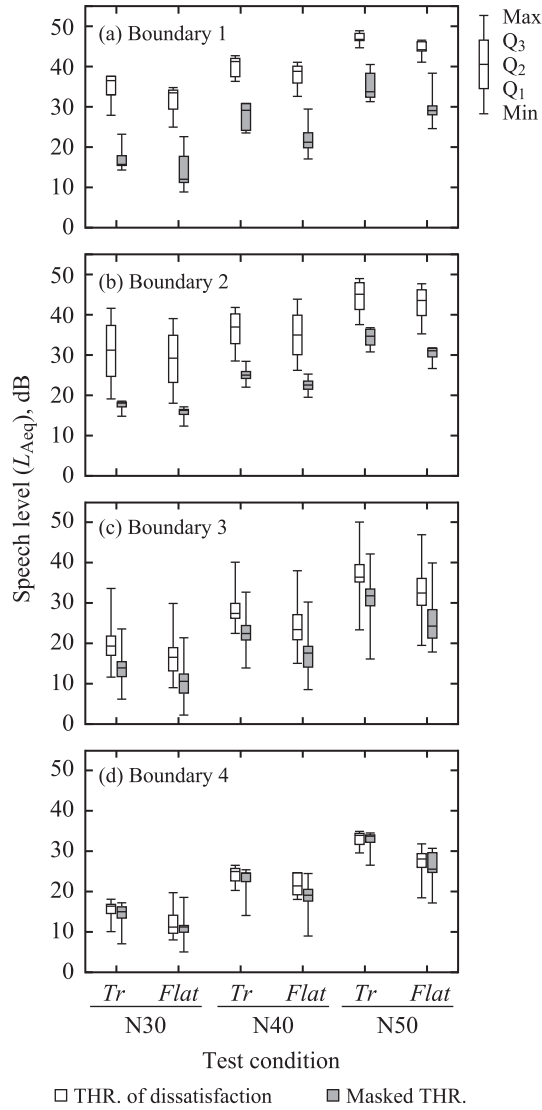 (a) Boundary 1
50
40
30
20
10
0
Max
Q3
Q2
Q1
Min
(b) Boundary 2
50
40
30
20
10
0
Speech level (LAeq), dB
(c) Boundary 3
50
40
30
20
10
0
(d) Boundary 4
50
40
30
20
10
0
Tr Flat Tr Flat Tr Flat
N30 N40 N50
Test condition
THR. of dissatisfaction Masked THR.